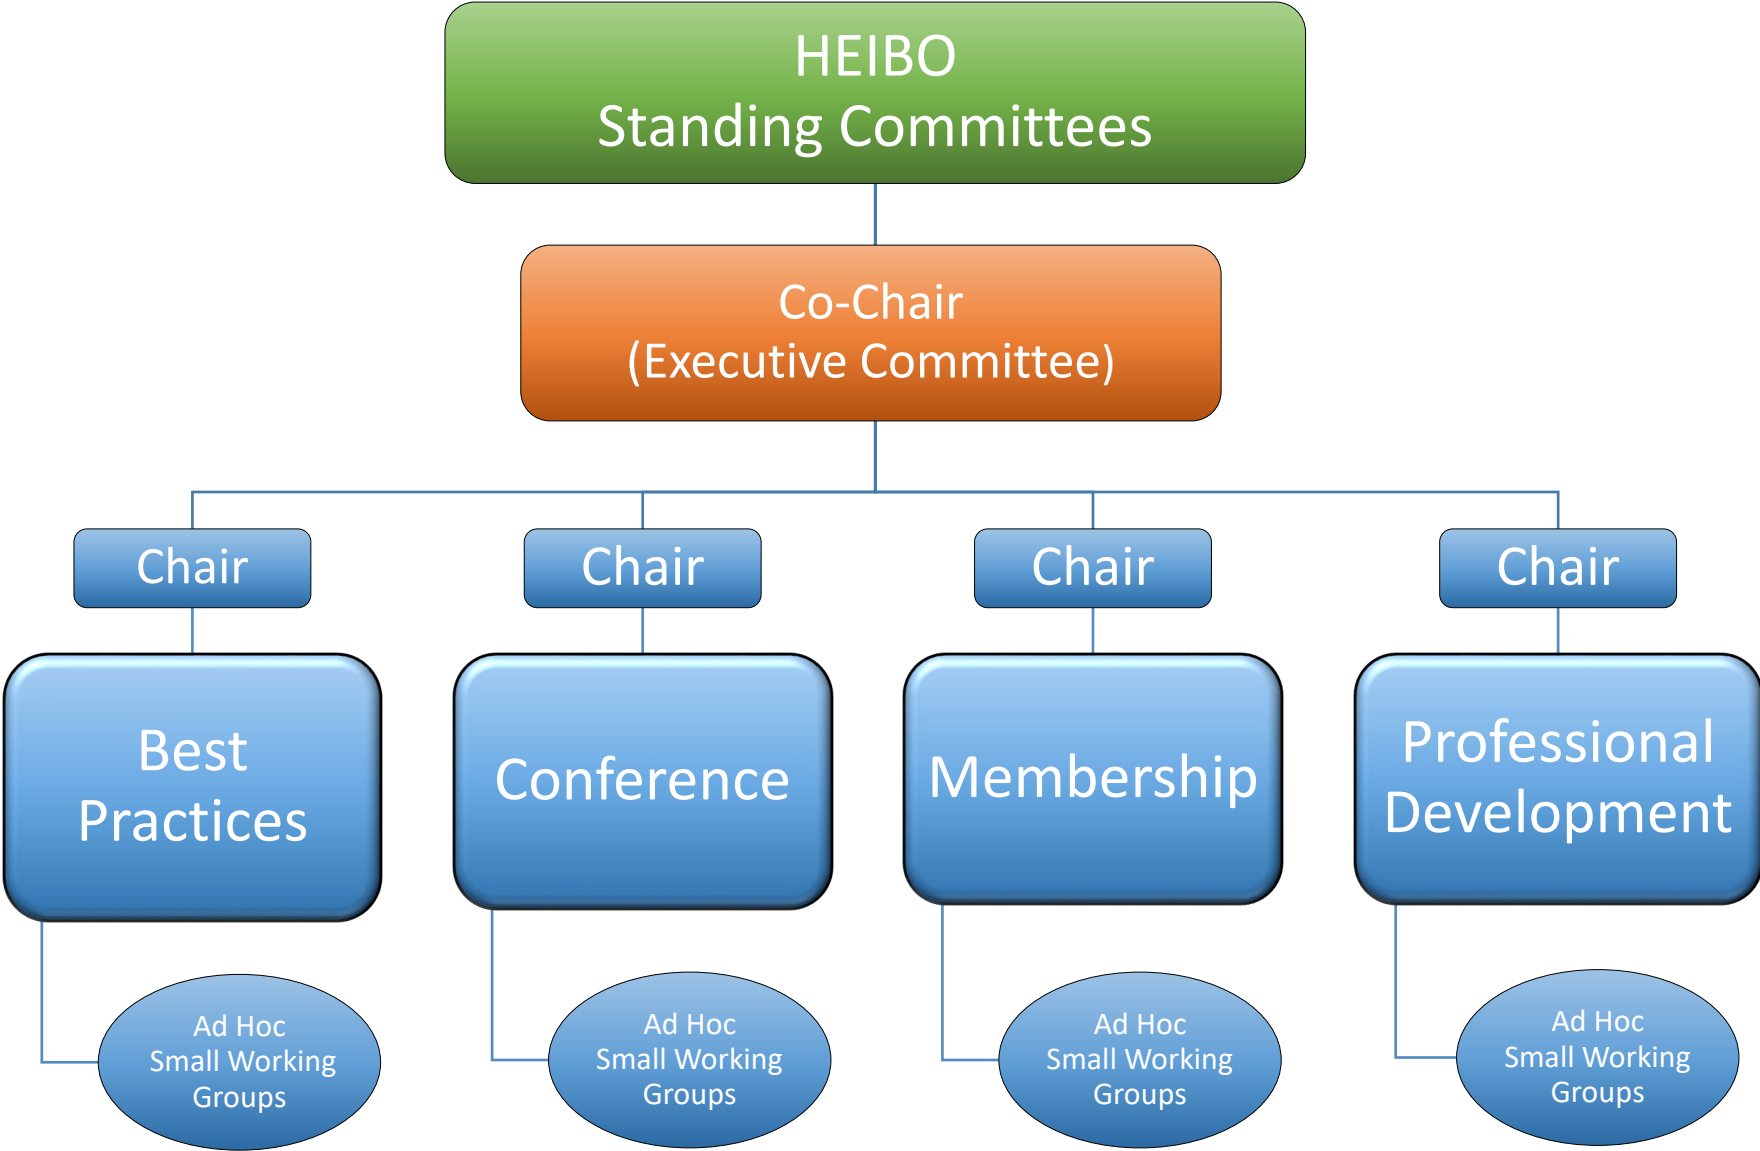 HEIBO
Standing Committees
Co-Chair
(Executive Committee)
Chair
Chair
Chair
Chair
Best
Practices
Conference
Membership
Professional
Development
Ad Hoc
Small Working
Groups
Ad Hoc
Small Working
Groups
Ad Hoc
Small Working
Groups
Ad Hoc
Small Working
Groups